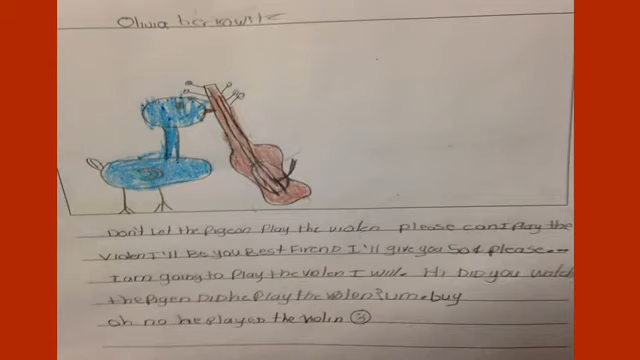 Olivia berkowitz
Don't Let the Pigeon Play the violen please can I play the
violen I'll Be you Best Firend I'll give you 50¢ please---
I am going to play the violen I will. Hi Did you watch
the Pigen Did he Play the violen? um e buy
oh no he played the violin